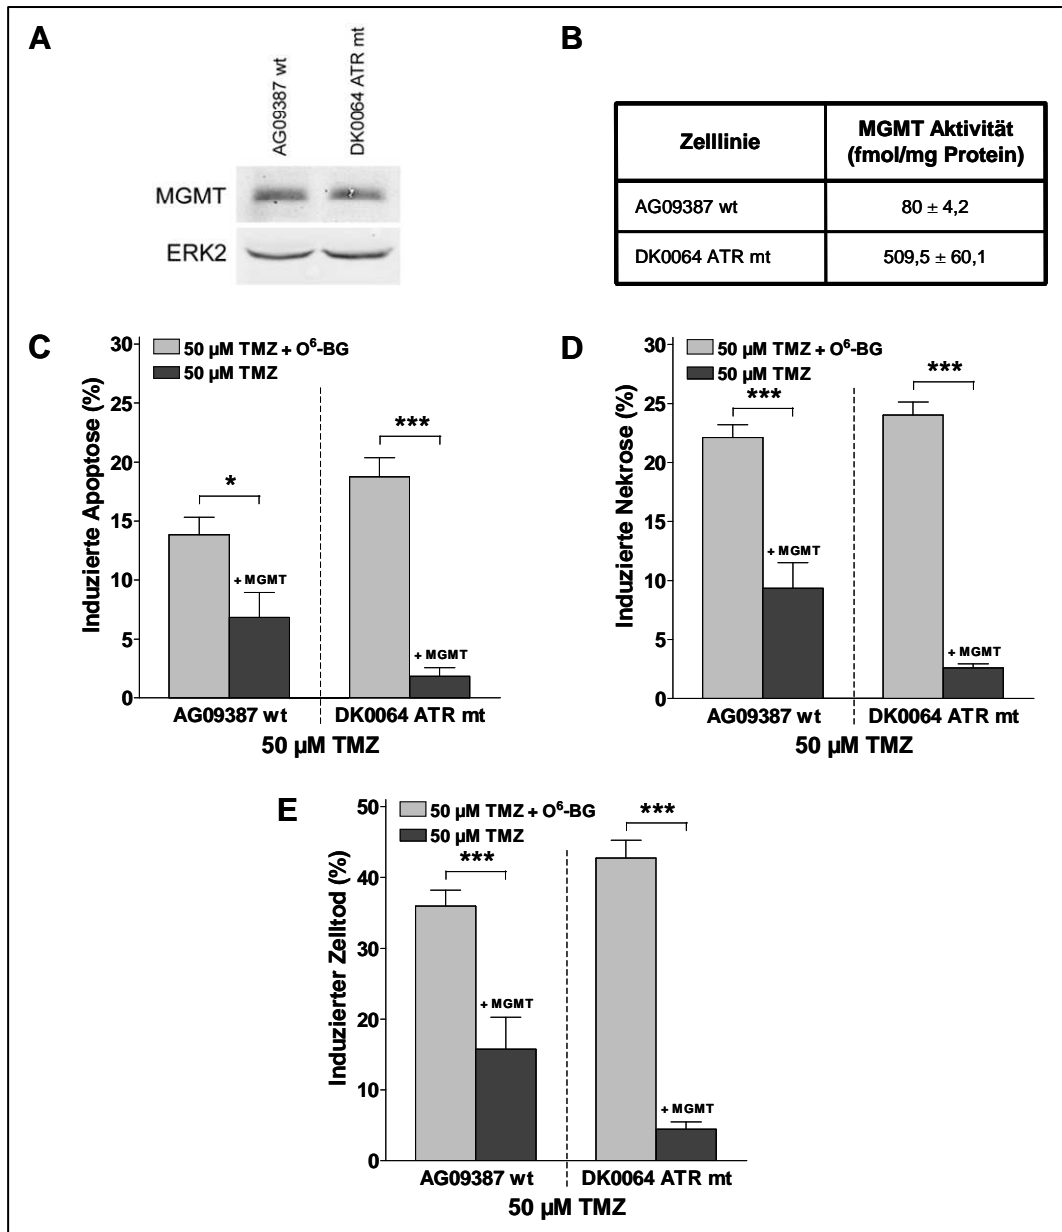 A
AG09387 wt
DK0064 ATR mt
MGMT
ERK2
B
Zelllinie
MGMT Aktivität
(fmol/mg Protein)
AG09387 wt
80 ± 4,2
DK0064 ATR mt
509,5 ± 60,1
C
50 µM TMZ + O⁶-BG
50 µM TMZ
Induzierte Apoptose (%)
30
25
20
15
10
5
0
*
***
+ MGMT
+ MGMT
AG09387 wt
DK0064 ATR mt
50 µM TMZ
D
50 µM TMZ + O⁶-BG
50 µM TMZ
Induzierte Nekrose (%)
30
25
20
15
10
5
0
***
***
+ MGMT
+ MGMT
AG09387 wt
DK0064 ATR mt
50 µM TMZ
E
50 µM TMZ + O⁶-BG
50 µM TMZ
Induzierter Zelltod (%)
50
40
30
20
10
0
***
***
+ MGMT
+ MGMT
AG09387 wt
DK0064 ATR mt
50 µM TMZ